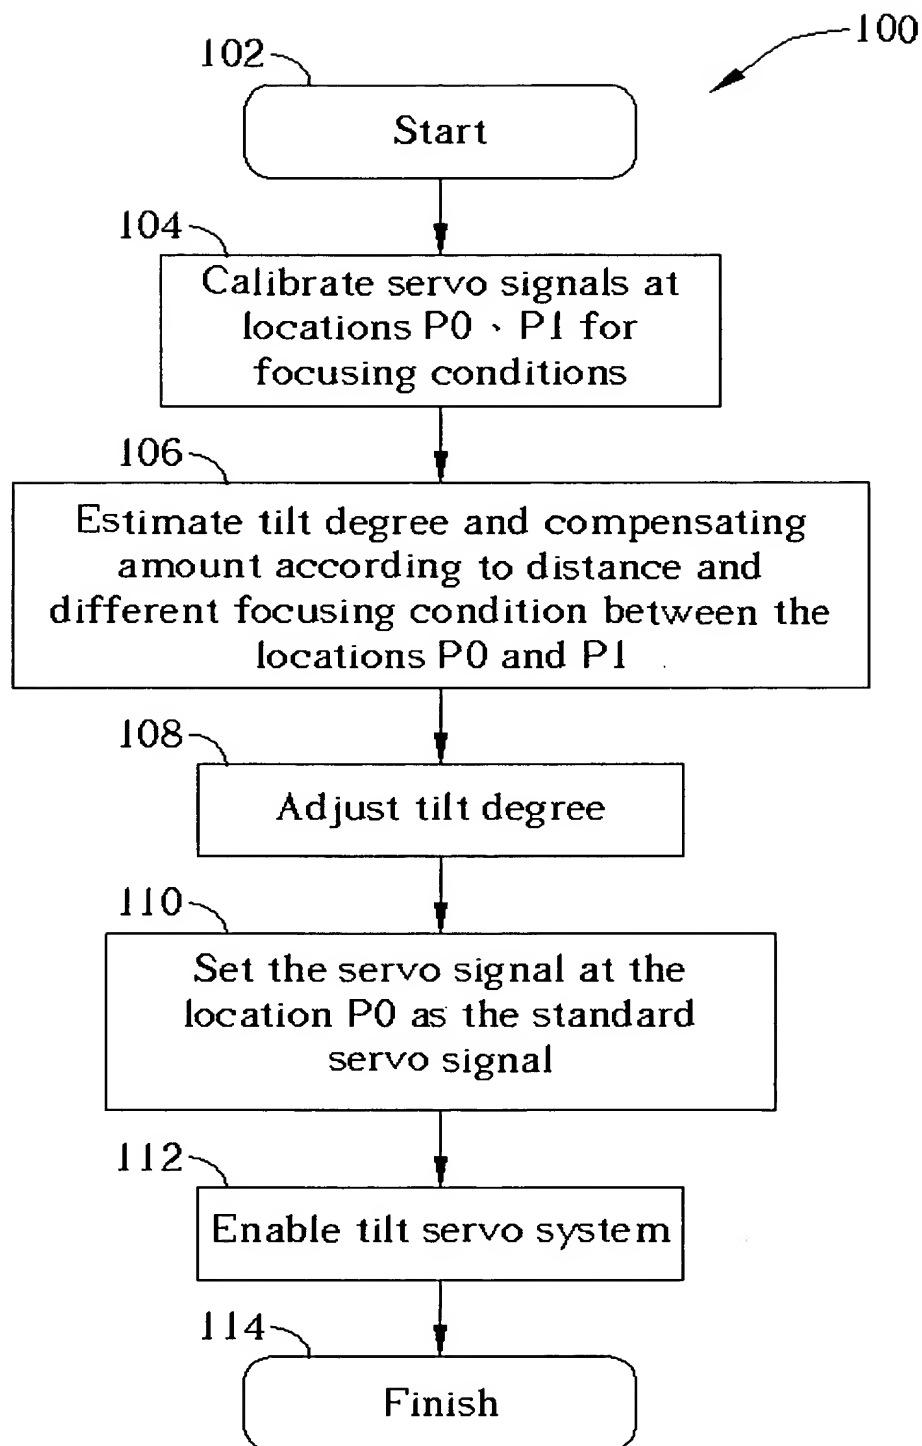 100
102
Start
104
Calibrate servo signals at
locations P0、P1 for
focusing conditions
106
Estimate tilt degree and compensating
amount according to distance and
different focusing condition between the
locations P0 and P1
108
Adjust tilt degree
110
Set the servo signal at the
location P0 as the standard
servo signal
112
Enable tilt servo system
114
Finish